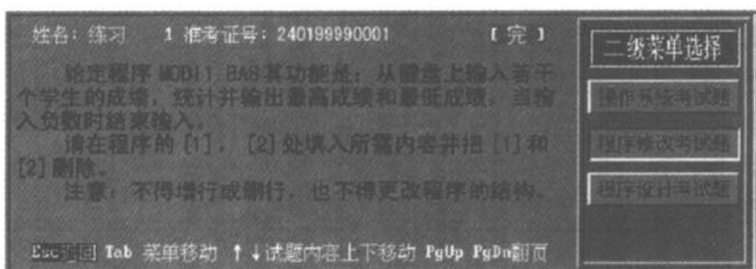 姓名: 练习 1 准考证号: 240199990001 【完】
给定程序 MODI1.BAS其功能是: 从键盘上输入若干
个学生的成绩, 统计并输出最高成绩和最低成绩, 当输
入负数时结束输入。
请在程序的 [1]、[2] 处填入所需内容并把 [1]和
[2] 删除。
注意: 不得增行或删行, 也不得更改程序的结构。
Esc返回 Tab 菜单移动 ↑↓试题内容上下移动 PgUp PgDn翻页
二级菜单选择
操作系统考试题
程序修改考试题
程序设计考试题